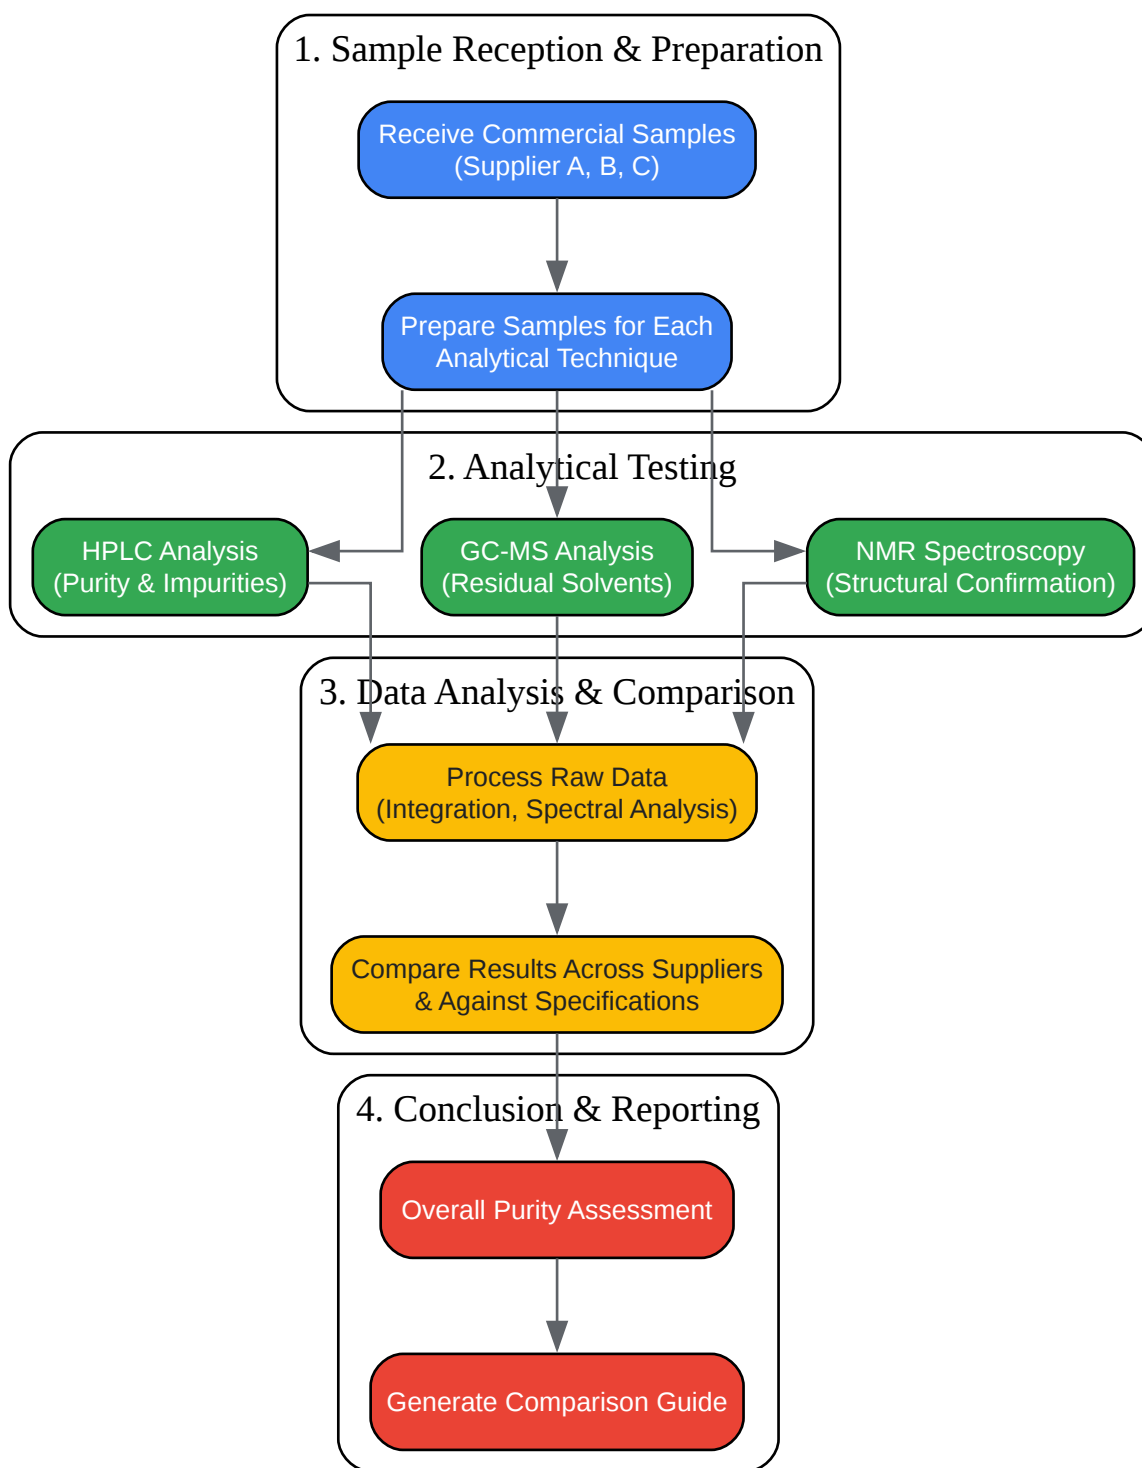 1. Sample Reception & Preparation
Receive Commercial Samples
(Supplier A, B, C)
Prepare Samples for Each
Analytical Technique
2. Analytical Testing
HPLC Analysis
(Purity & Impurities)
GC-MS Analysis
(Residual Solvents)
NMR Spectroscopy
(Structural Confirmation)
3. Data Analysis & Comparison
Process Raw Data
(Integration, Spectral Analysis)
Compare Results Across Suppliers
& Against Specifications
4. Conclusion & Reporting
Overall Purity Assessment
Generate Comparison Guide